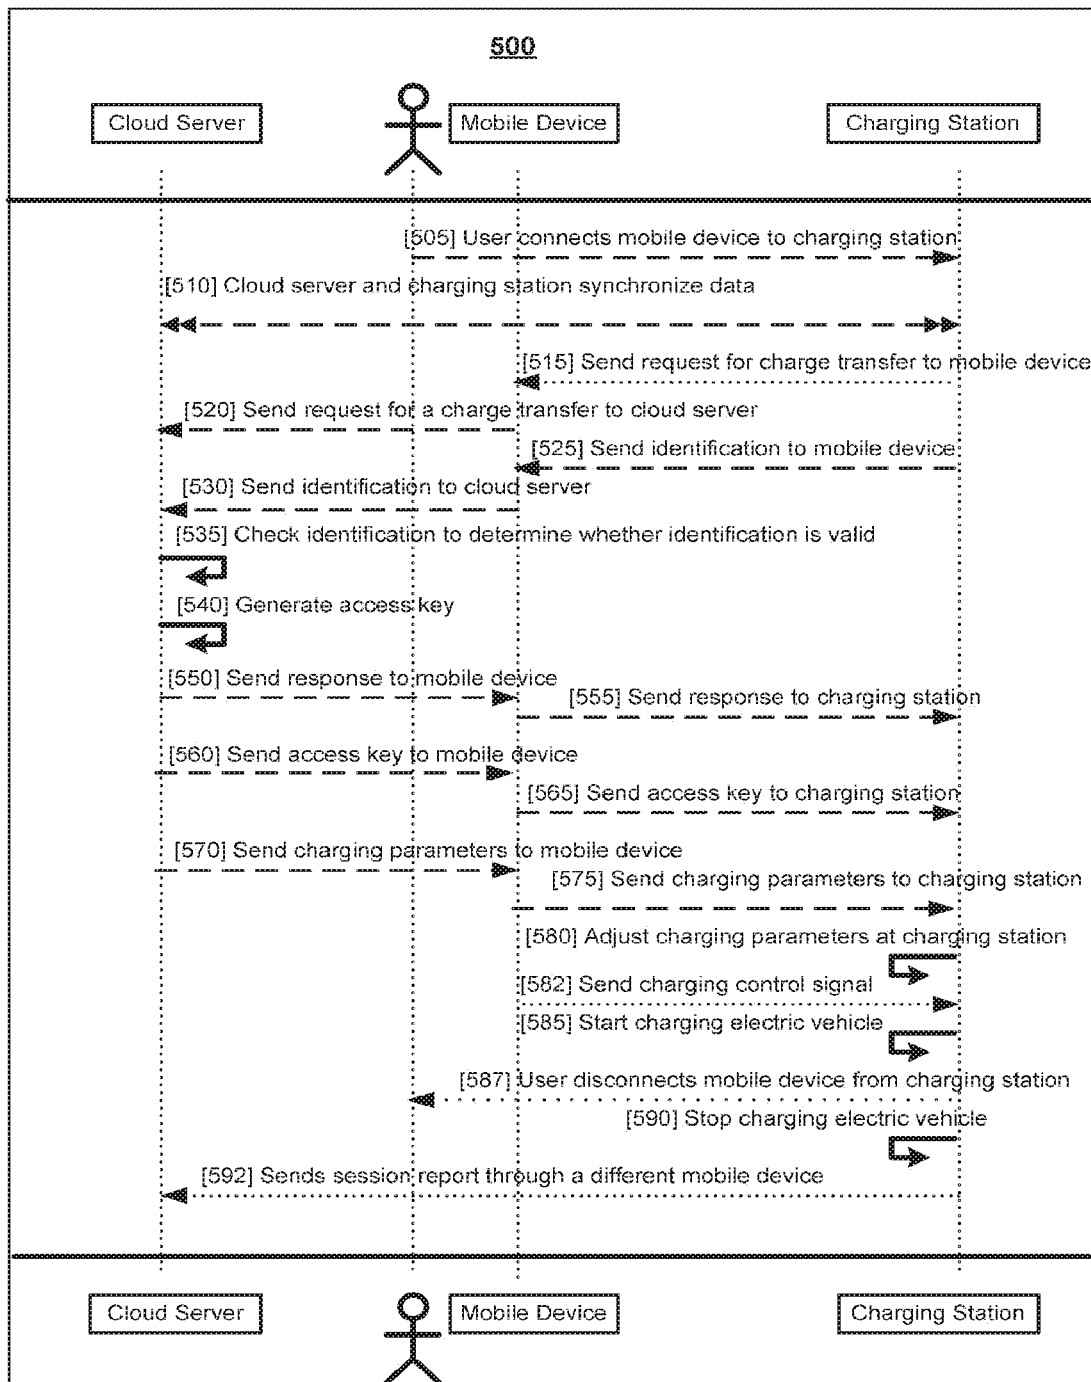 500
Cloud Server
Mobile Device
Charging Station
[505] User connects mobile device to charging station
[510] Cloud server and charging station synchronize data
[515] Send request for charge transfer to mobile device
[520] Send request for a charge transfer to cloud server
[525] Send identification to mobile device
[530] Send identification to cloud server
[535] Check identification to determine whether identification is valid
[540] Generate access key
[550] Send response to mobile device
[555] Send response to charging station
[560] Send access key to mobile device
[565] Send access key to charging station
[570] Send charging parameters to mobile device
[575] Send charging parameters to charging station
[580] Adjust charging parameters at charging station
[582] Send charging control signal
[585] Start charging electric vehicle
[587] User disconnects mobile device from charging station
[590] Stop charging electric vehicle
[592] Sends session report through a different mobile device
Cloud Server
Mobile Device
Charging Station